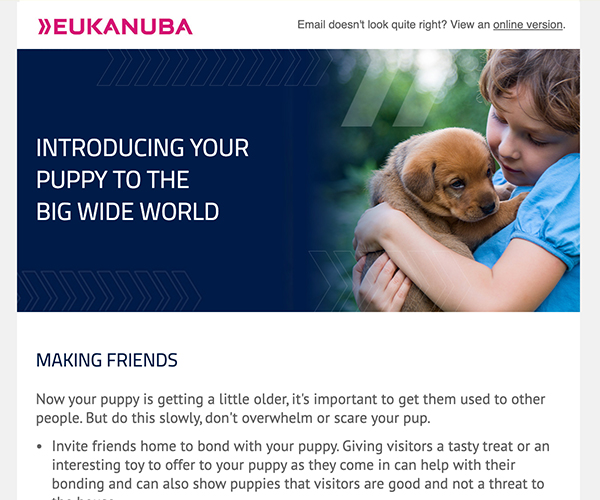 EUKANUBA
Email doesn't look quite right? View an online version.
INTRODUCING YOUR
PUPPY TO THE
BIG WIDE WORLD
MAKING FRIENDS
Now your puppy is getting a little older, it's important to get them used to other
people. But do this slowly, don't overwhelm or scare your pup.
• Invite friends home to bond with your puppy. Giving visitors a tasty treat or an
interesting toy to offer to your puppy as they come in can help with their
bonding and can also show puppies that visitors are good and not a threat to